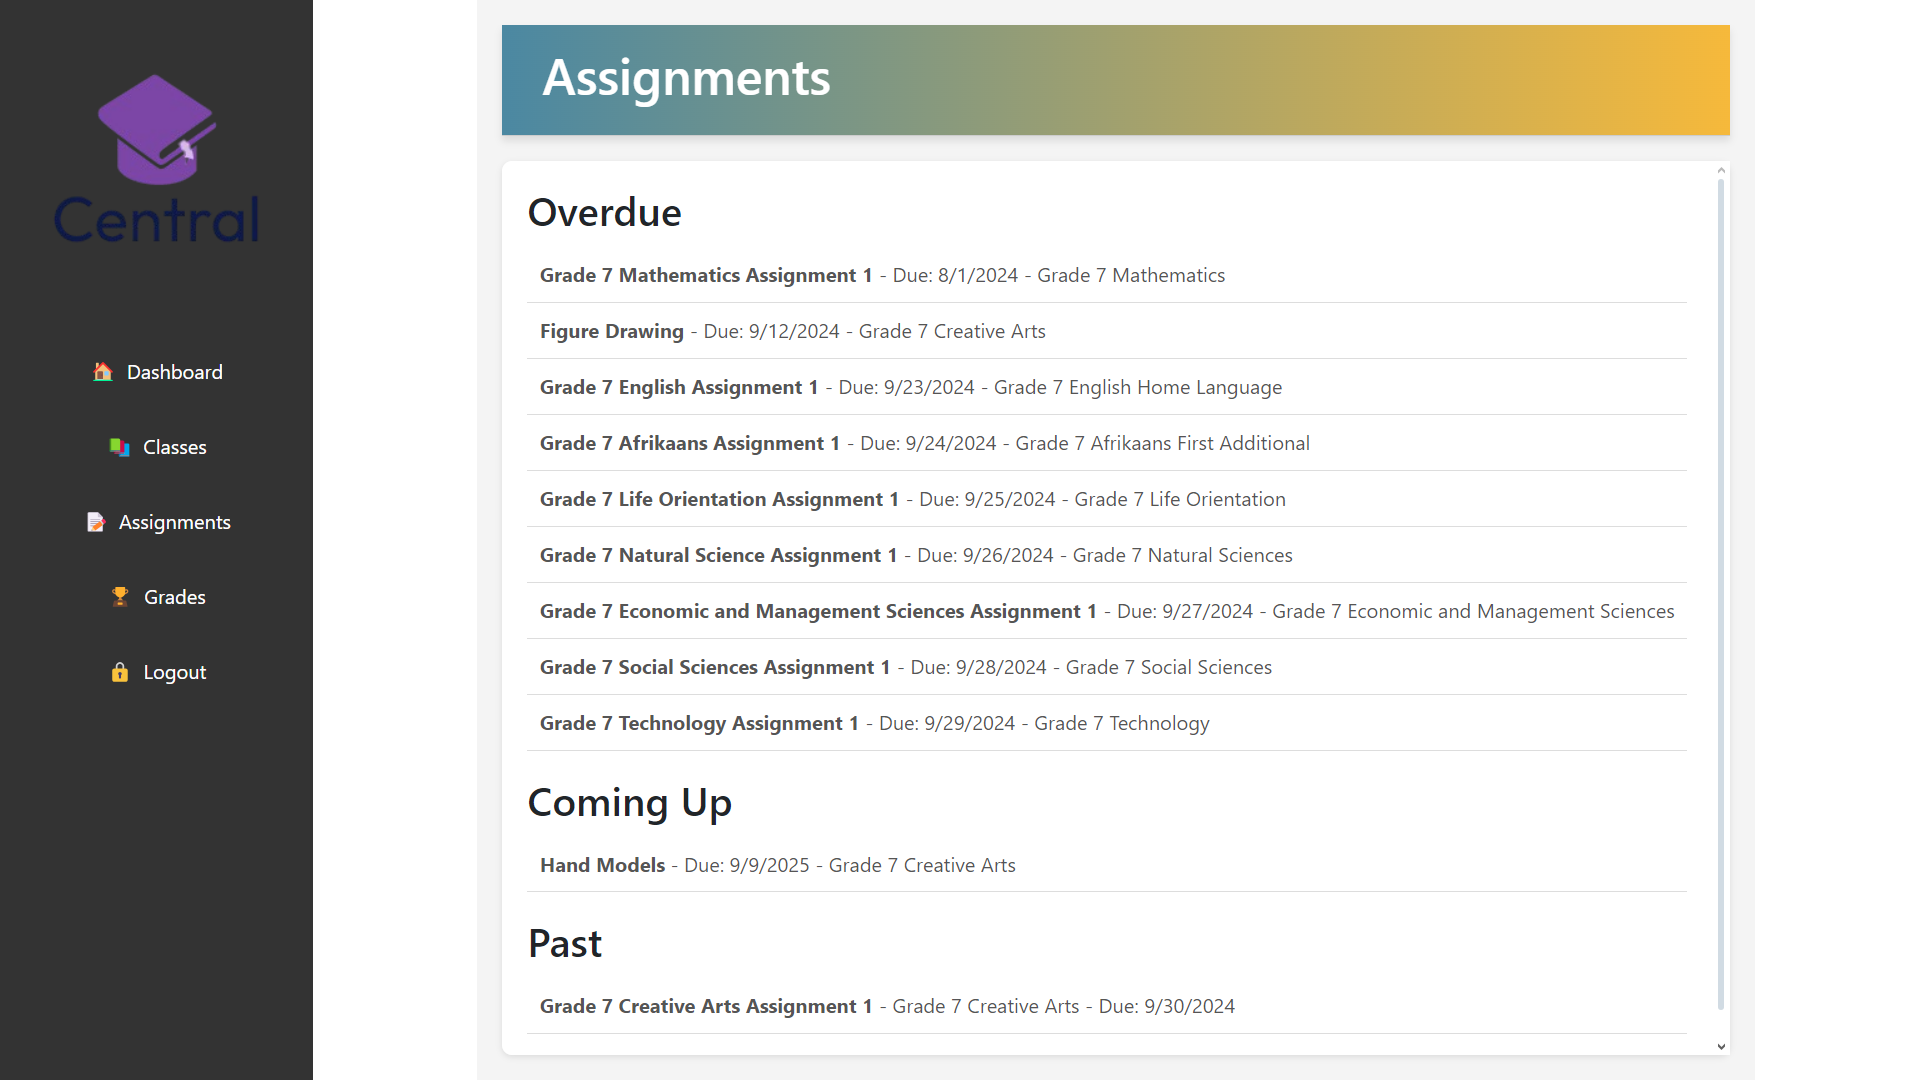 Central
Dashboard
Classes
Assignments
Grades
Logout
Assignments
Overdue
Grade 7 Mathematics Assignment 1 - Due: 8/1/2024 - Grade 7 Mathematics
Figure Drawing - Due: 9/12/2024 - Grade 7 Creative Arts
Grade 7 English Assignment 1 - Due: 9/23/2024 - Grade 7 English Home Language
Grade 7 Afrikaans Assignment 1 - Due: 9/24/2024 - Grade 7 Afrikaans First Additional
Grade 7 Life Orientation Assignment 1 - Due: 9/25/2024 - Grade 7 Life Orientation
Grade 7 Natural Science Assignment 1 - Due: 9/26/2024 - Grade 7 Natural Sciences
Grade 7 Economic and Management Sciences Assignment 1 - Due: 9/27/2024 - Grade 7 Economic and Management Sciences
Grade 7 Social Sciences Assignment 1 - Due: 9/28/2024 - Grade 7 Social Sciences
Grade 7 Technology Assignment 1 - Due: 9/29/2024 - Grade 7 Technology
Coming Up
Hand Models - Due: 9/9/2025 - Grade 7 Creative Arts
Past
Grade 7 Creative Arts Assignment 1 - Grade 7 Creative Arts - Due: 9/30/2024